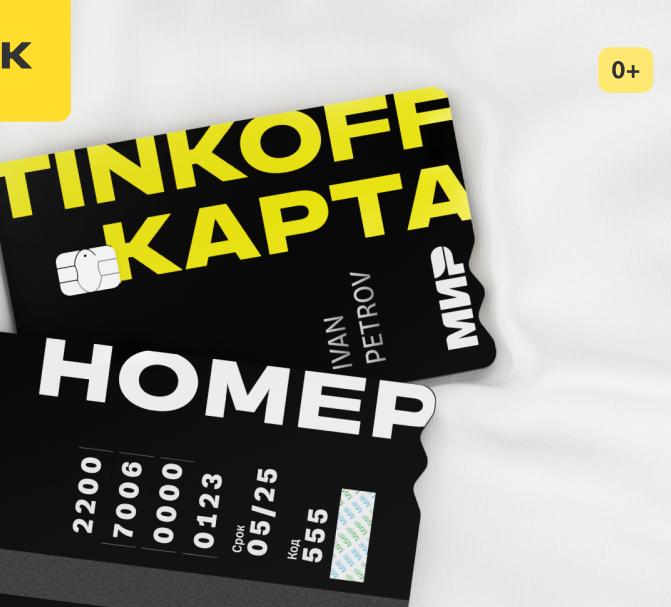 K
0+
TINKOFF
КАРТА
IVAN
PETROV
МИР
НОМЕР
2200
7006
0000
0123
Срок
05/25
Код
555